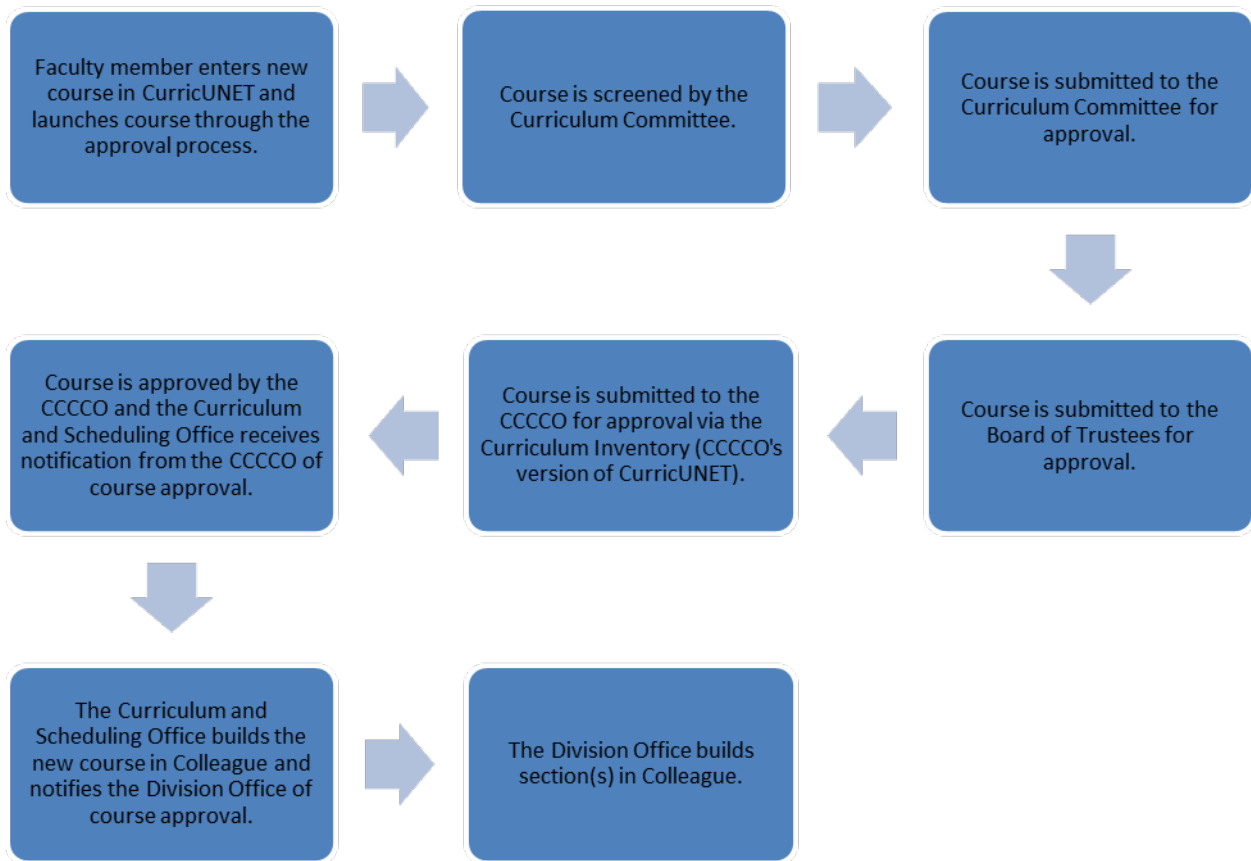 Faculty member enters new
course in CurricUNET and
launches course through the
approval process.
Course is screened by the
Curriculum Committee.
Course is submitted to the
Curriculum Committee for
approval.
Course is submitted to the
Board of Trustees for
approval.
Course is submitted to the
CCCCO for approval via the
Curriculum Inventory (CCCCO's
version of CurricUNET).
Course is approved by the
CCCCO and the Curriculum
and Scheduling Office receives
notification from the CCCCO of
course approval.
The Curriculum and
Scheduling Office builds the
new course in Colleague and
notifies the Division Office of
course approval.
The Division Office builds
section(s) in Colleague.